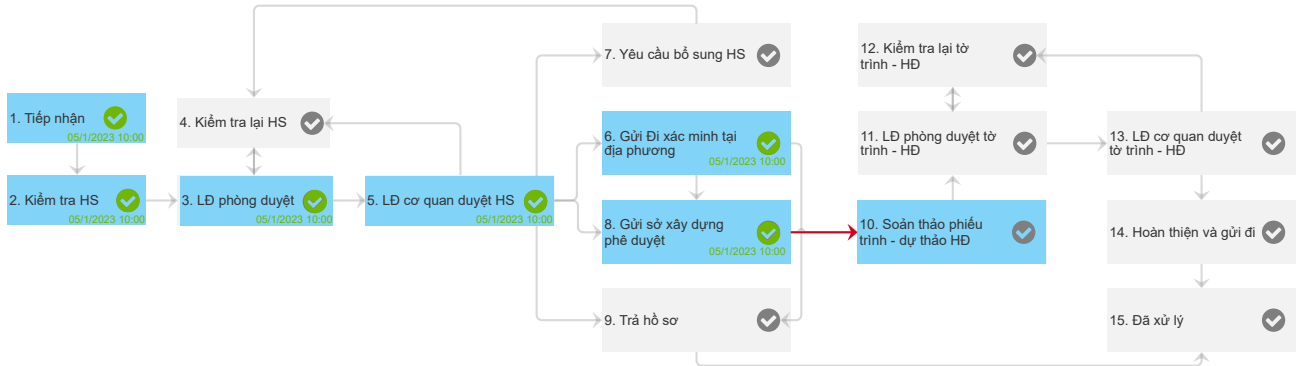 1. Tiếp nhận
05/1/2023 10:00
2. Kiểm tra HS
05/1/2023 10:00
3. LĐ phòng duyệt
05/1/2023 10:00
4. Kiểm tra lại HS
5. LĐ cơ quan duyệt HS
05/1/2023 10:00
6. Gửi Đi xác minh tại
địa phương
05/1/2023 10:00
7. Yêu cầu bổ sung HS
8. Gửi sở xây dựng
phê duyệt
05/1/2023 10:00
9. Trả hồ sơ
10. Soản thảo phiếu
trình - dự thảo HĐ
11. LĐ phòng duyệt tờ
trình - HĐ
12. Kiểm tra lại tờ
trình - HĐ
13. LĐ cơ quan duyệt
tờ trình - HĐ
14. Hoàn thiện và gửi đi
15. Đã xử lý